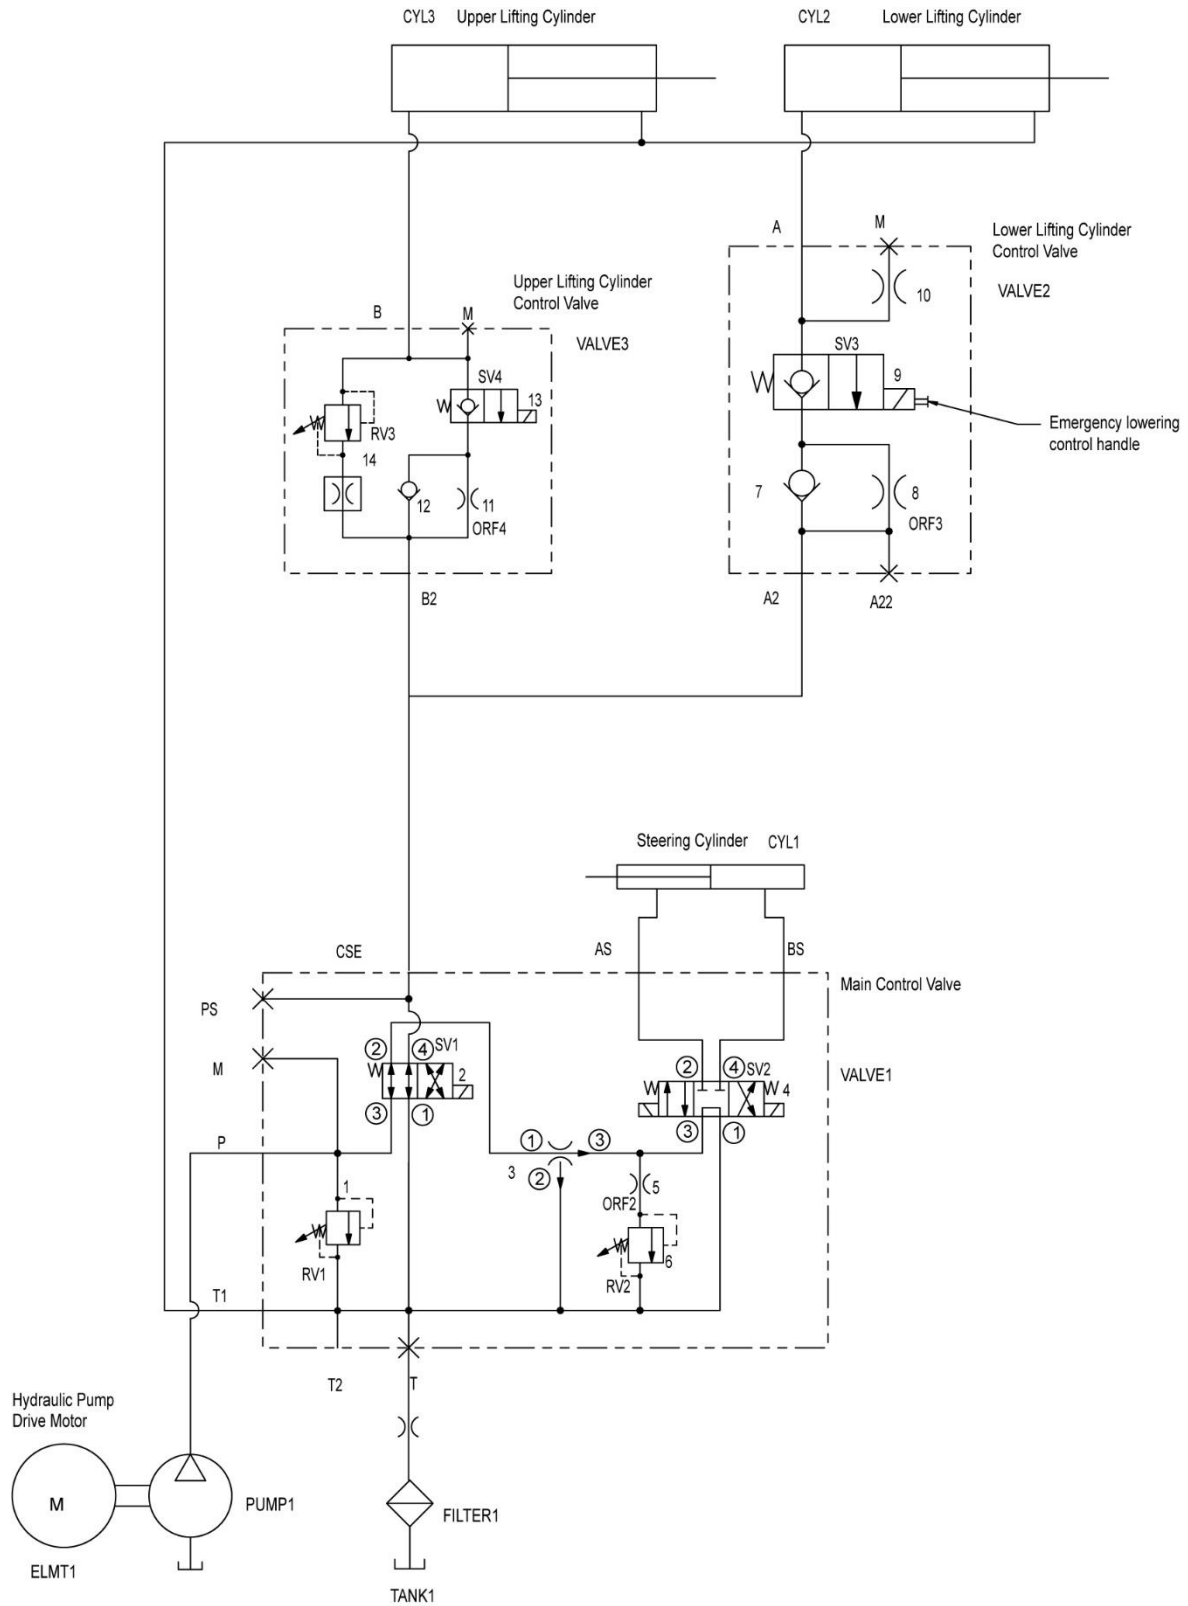 CYL3 Upper Lifting Cylinder
CYL2 Lower Lifting Cylinder
A
M
Lower Lifting Cylinder
Control Valve
VALVE2
10
SV3
9
Emergency lowering
control handle
7
8
ORF3
A2
A22
Upper Lifting Cylinder
Control Valve
B
M
VALVE3
SV4
13
RV3
14
12
11
ORF4
B2
Steering Cylinder CYL1
CSE
AS
BS
Main Control Valve
PS
M
② ④ SV1
2
③ ①
② ④ SV2
4
VALVE1
③ ①
P
① ③
3
②
1
5
ORF2
6
RV1
RV2
T1
T2
T
Hydraulic Pump
Drive Motor
M
PUMP1
FILTER1
ELMT1
TANK1